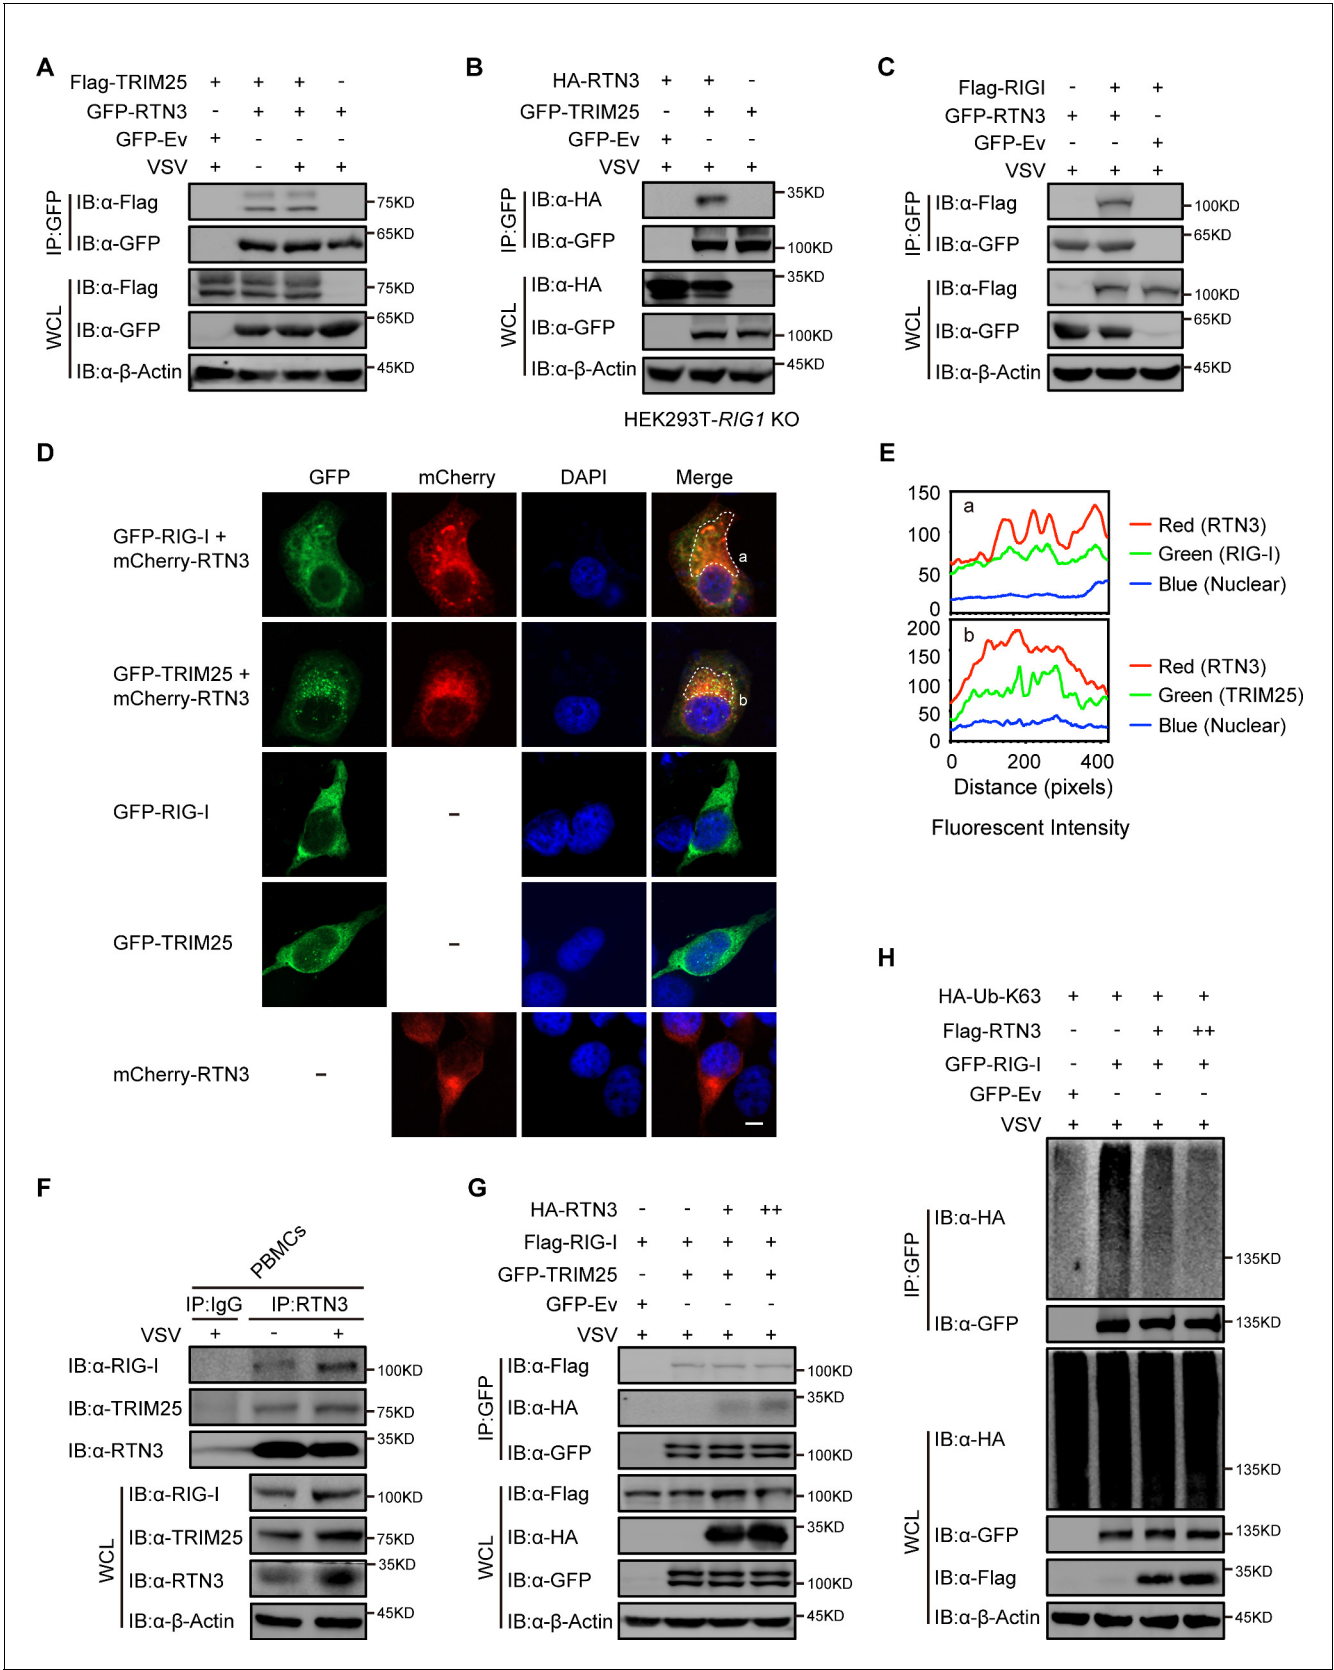 A
Flag-TRIM25 + + + -
GFP-RTN3 - + + +
GFP-Ev + - - -
VSV + - + +
IP:GFP
IB:α-Flag 75KD
IB:α-GFP 65KD
WCL
IB:α-Flag 75KD
IB:α-GFP 65KD
IB:α-β-Actin 45KD
B
HA-RTN3 + + -
GFP-TRIM25 - + +
GFP-Ev + - -
VSV + + +
IP:GFP
IB:α-HA 35KD
IB:α-GFP 100KD
WCL
IB:α-HA 35KD
IB:α-GFP 100KD
IB:α-β-Actin 45KD
HEK293T-RIG1 KO
C
Flag-RIGI - + +
GFP-RTN3 + + -
GFP-Ev - - +
VSV + + +
IP:GFP
IB:α-Flag 100KD
IB:α-GFP 65KD
WCL
IB:α-Flag 100KD
IB:α-GFP 65KD
IB:α-β-Actin 45KD
D
GFP mCherry DAPI Merge
GFP-RIG-I +
mCherry-RTN3
a
GFP-TRIM25 +
mCherry-RTN3
b
GFP-RIG-I –
GFP-TRIM25 –
mCherry-RTN3 –
E
150
100
50
0
a
Red (RTN3)
Green (RIG-I)
Blue (Nuclear)
200
150
100
50
0
b
Red (RTN3)
Green (TRIM25)
Blue (Nuclear)
0 200 400
Distance (pixels)
Fluorescent Intensity
F
PBMCs
IP:IgG IP:RTN3
VSV + - +
IB:α-RIG-I 100KD
IB:α-TRIM25 75KD
IB:α-RTN3 35KD
WCL
IB:α-RIG-I 100KD
IB:α-TRIM25 75KD
IB:α-RTN3 35KD
IB:α-β-Actin 45KD
G
HA-RTN3 - - + ++
Flag-RIG-I + + + +
GFP-TRIM25 - + + +
GFP-Ev + - - -
VSV + + + +
IP:GFP
IB:α-Flag 100KD
IB:α-HA 35KD
IB:α-GFP 100KD
WCL
IB:α-Flag 100KD
IB:α-HA 35KD
IB:α-GFP 100KD
IB:α-β-Actin 45KD
H
HA-Ub-K63 + + + +
Flag-RTN3 - - + ++
GFP-RIG-I - + + +
GFP-Ev + - - -
VSV + + + +
IP:GFP
IB:α-HA 135KD
IB:α-GFP 135KD
WCL
IB:α-HA 135KD
IB:α-GFP 135KD
IB:α-Flag 35KD
IB:α-β-Actin 45KD